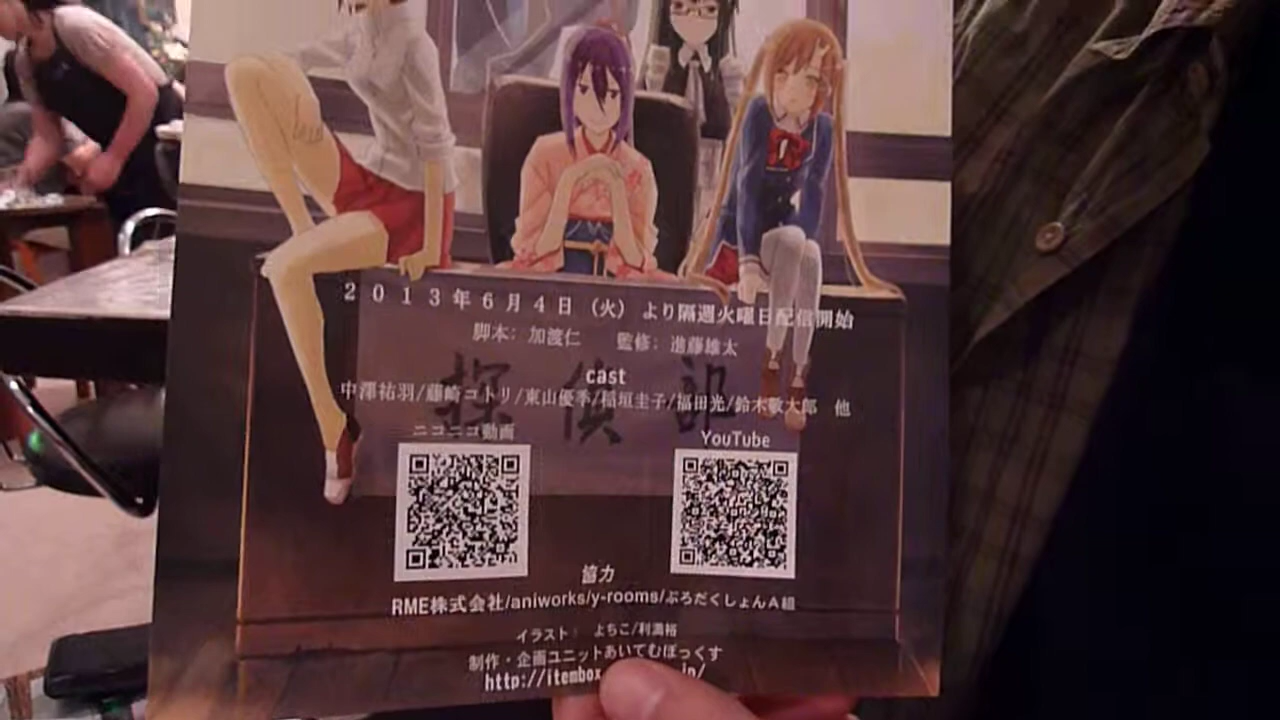 2013年6月4日（火）より隔週火曜日配信開始
脚本：加渡仁　監修：進藤雄太
cast
中澤祐羽/藤崎コトリ/東山優季/稲垣圭子/福田光/鈴木敬太郎　他
探偵部
ニコニコ動画
YouTube
協力
RME株式会社/aniworks/y-rooms/ぷろだくしょんA組
イラスト：よちこ/利満裕
制作・企画ユニットあいてむぼっくす
http://itembox